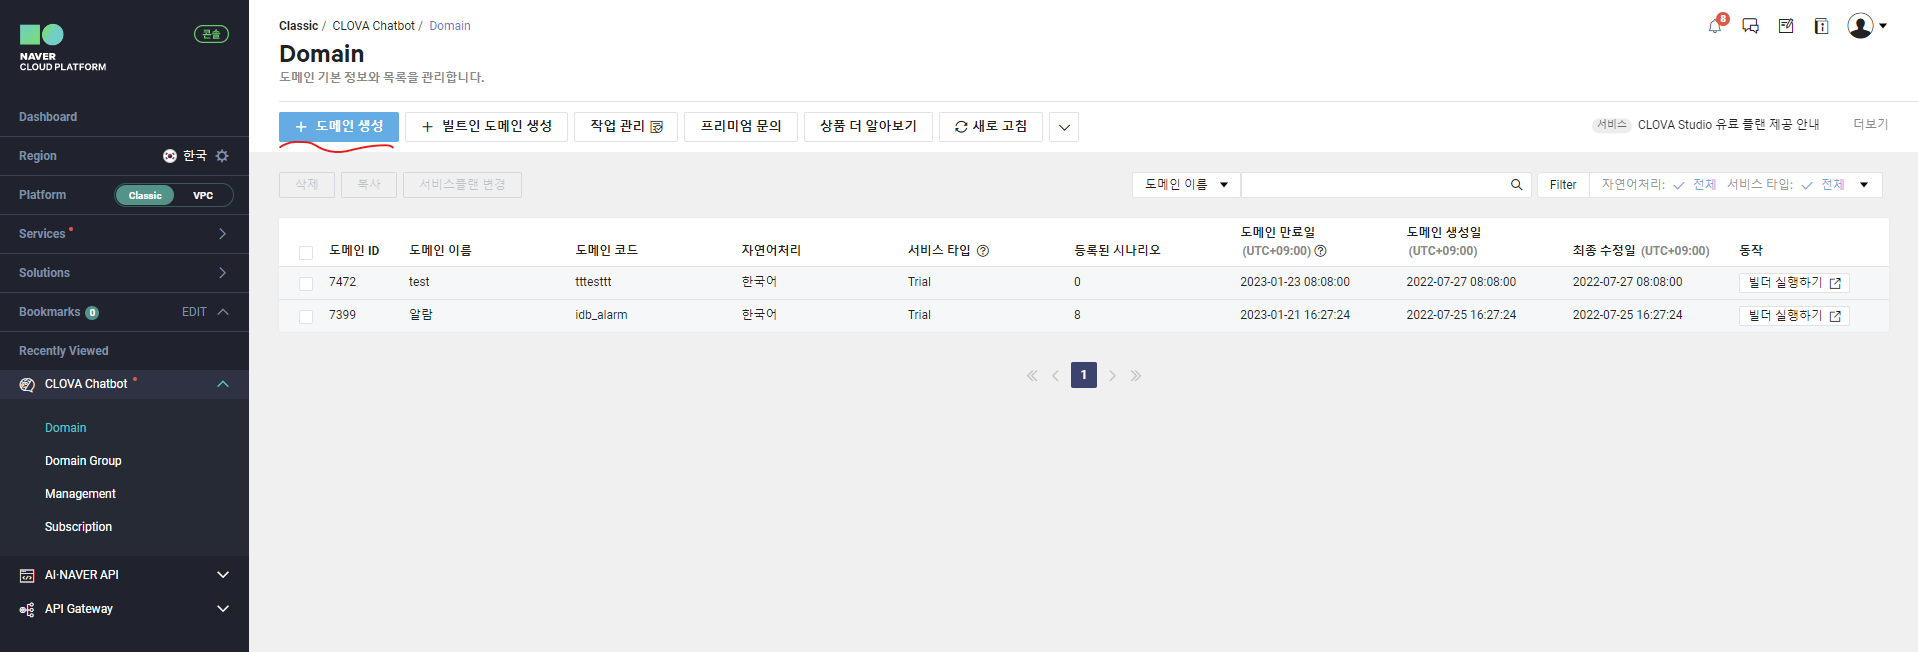 NAVER
CLOUD PLATFORM
콘솔
Dashboard
Region 한국
Platform Classic VPC
Services
Solutions
Bookmarks 0 EDIT
Recently Viewed
CLOVA Chatbot
Domain
Domain Group
Management
Subscription
AI·NAVER API
API Gateway
Classic / CLOVA Chatbot / Domain
8
Domain
도메인 기본 정보와 목록을 관리합니다.
+ 도메인 생성 + 빌트인 도메인 생성 작업 관리 프리미엄 문의 상품 더 알아보기 새로 고침
서비스 CLOVA Studio 유료 플랜 제공 안내 더보기
삭제 복사 서비스플랜 변경
도메인 이름 Filter 자연어처리: 전체 서비스 타입: 전체
도메인 ID 도메인 이름 도메인 코드 자연어처리 서비스 타입 ? 등록된 시나리오 도메인 만료일 (UTC+09:00) ? 도메인 생성일 (UTC+09:00) 최종 수정일 (UTC+09:00) 동작
7472 test tttesttt 한국어 Trial 0 2023-01-23 08:08:00 2022-07-27 08:08:00 2022-07-27 08:08:00 빌더 실행하기
7399 알람 idb_alarm 한국어 Trial 8 2023-01-21 16:27:24 2022-07-25 16:27:24 2022-07-25 16:27:24 빌더 실행하기
1